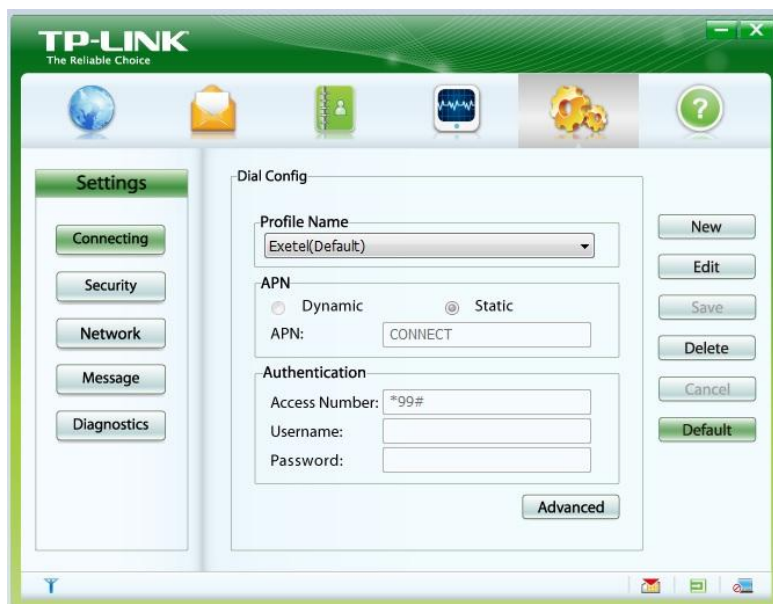 TP-LINK
The Reliable Choice
Settings
Connecting
Security
Network
Message
Diagnostics
Dial Config
Profile Name
Exetel(Default)
APN
Dynamic Static
APN: CONNECT
Authentication
Access Number: *99#
Username:
Password:
Advanced
New
Edit
Save
Delete
Cancel
Default